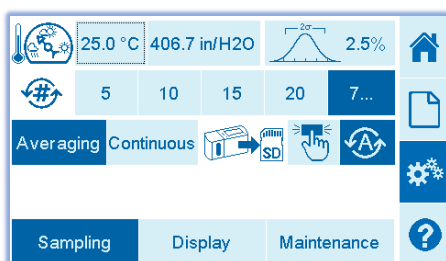 25.0 °C 406.7 in/H2O 2σ 2.5%
# 5 10 15 20 7...
Averaging Continuous SD A
Sampling Display Maintenance ?